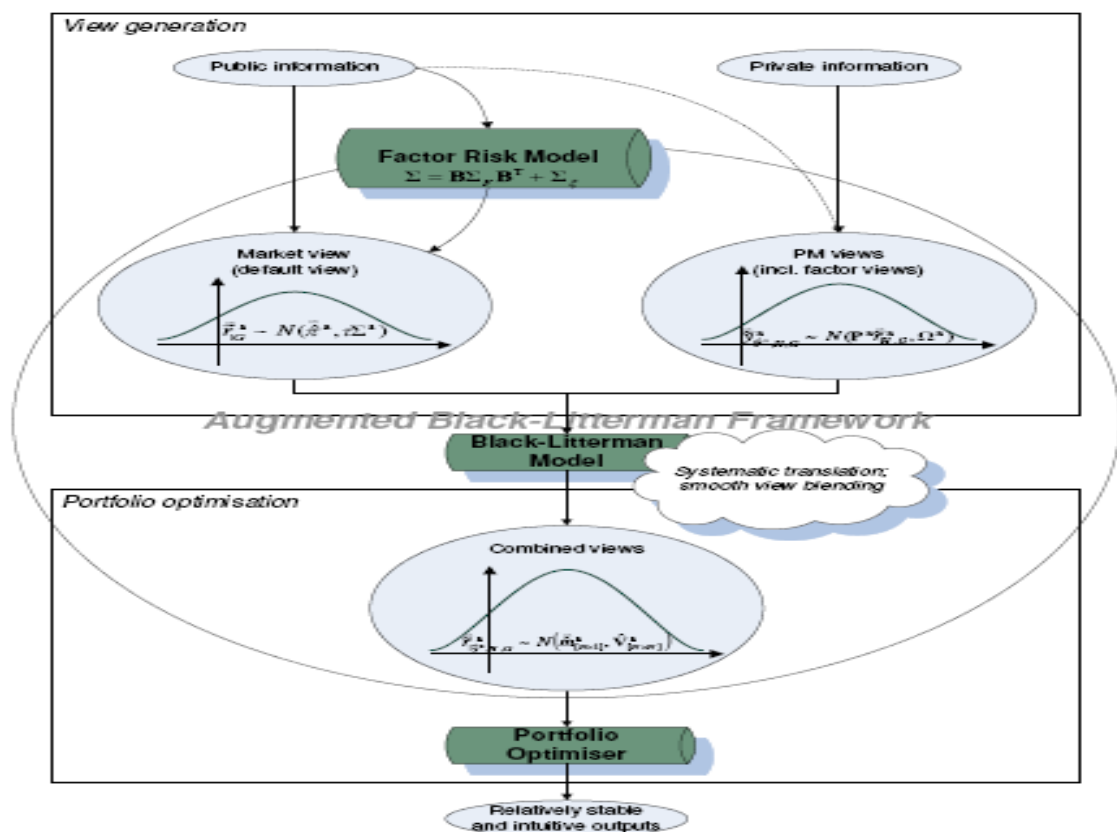 View generation
Public information
Private information
Factor Risk Model
Σ = BΣ_F B^T + Σ_ζ
Market view
(default view)
PM views
(incl. factor views)
Augmented Black-Litterman Framework
Black-Litterman
Model
Systematic translation;
smooth view blending
Portfolio optimisation
Combined views
Portfolio
Optimiser
Relatively stable
and intuitive outputs